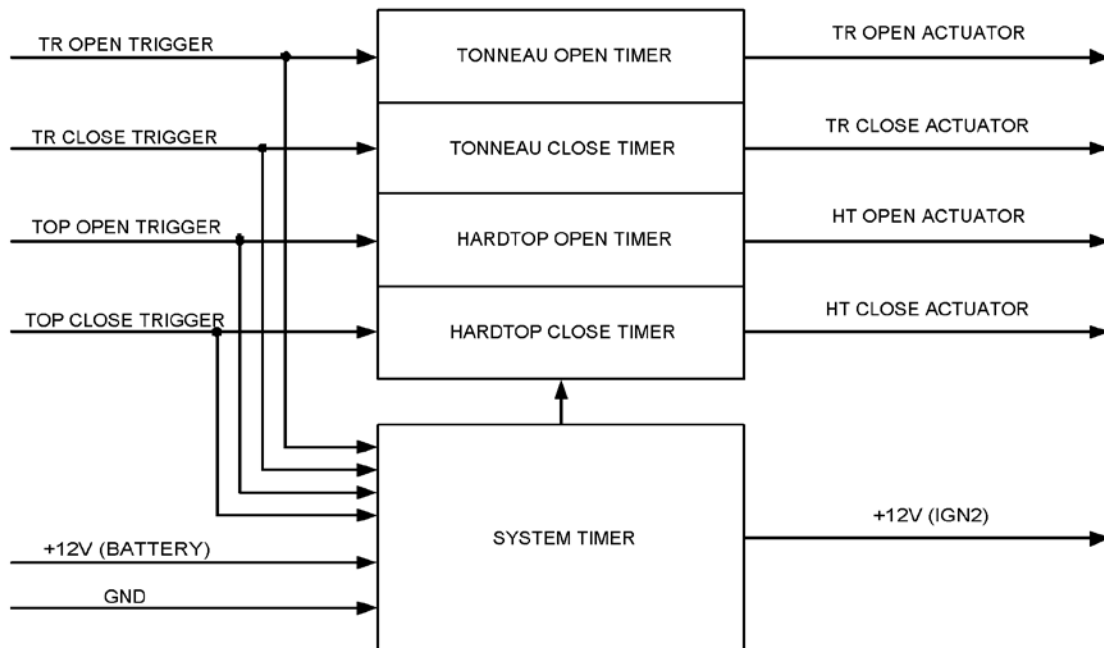 TR OPEN TRIGGER
TONNEAU OPEN TIMER
TR OPEN ACTUATOR
TR CLOSE TRIGGER
TONNEAU CLOSE TIMER
TR CLOSE ACTUATOR
TOP OPEN TRIGGER
HARDTOP OPEN TIMER
HT OPEN ACTUATOR
TOP CLOSE TRIGGER
HARDTOP CLOSE TIMER
HT CLOSE ACTUATOR
+12V (BATTERY)
GND
SYSTEM TIMER
+12V (IGN2)